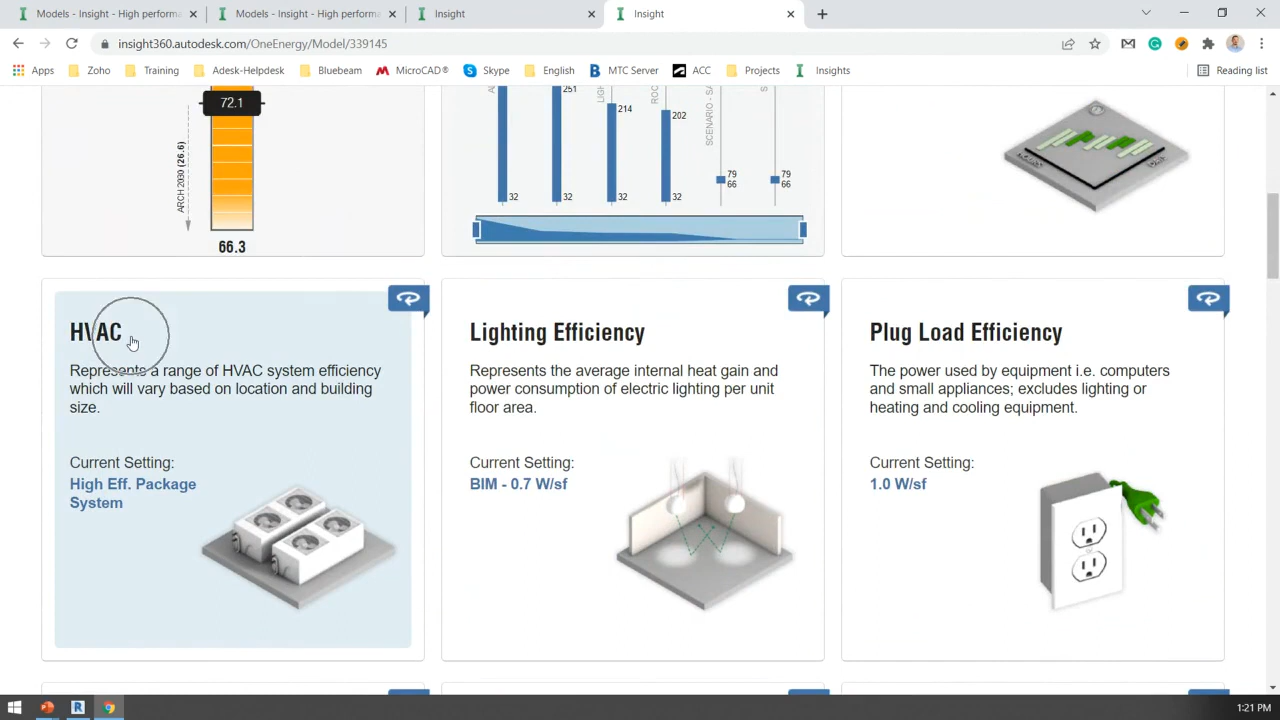 Models - Insight - High performa
Models - Insight - High performa
Insight
Insight
insight360.autodesk.com/OneEnergy/Model/339145
Apps
Zoho
Training
Adesk-Helpdesk
Bluebeam
MicroCAD®
Skype
English
MTC Server
ACC
Projects
Insights
Reading list
72.1
ARCH 2030 (26.6)
66.3
251
214
202
LIG
ROC
SCENARIO - SA
S
79
66
79
66
32
32
32
32
HVAC
Represents a range of HVAC system efficiency
which will vary based on location and building
size.
Current Setting:
High Eff. Package
System
Lighting Efficiency
Represents the average internal heat gain and
power consumption of electric lighting per unit
floor area.
Current Setting:
BIM - 0.7 W/sf
Plug Load Efficiency
The power used by equipment i.e. computers
and small appliances; excludes lighting or
heating and cooling equipment.
Current Setting:
1.0 W/sf
1:21 PM